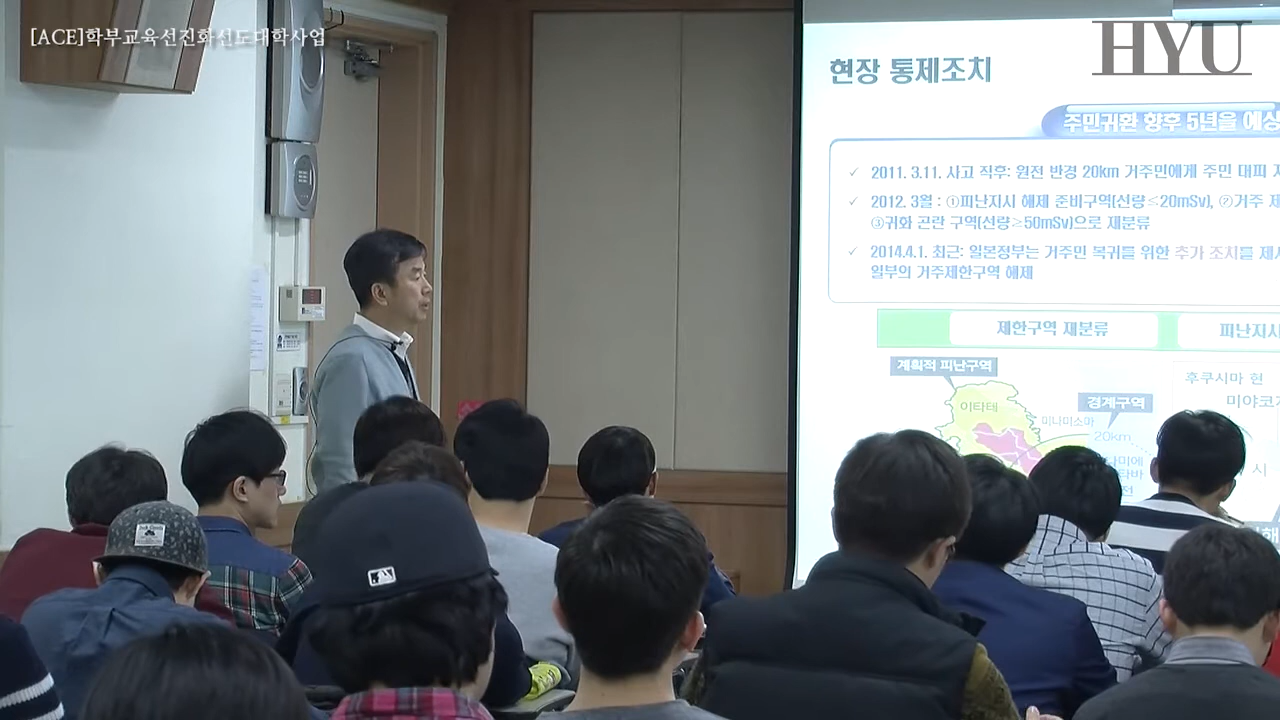 [ACE]학부교육선진화선도대학사업
HYU
현장 통제조치
주민귀환 향후 5년을 예상
✓ 2011. 3.11. 사고 직후: 원전 반경 20km 거주민에게 주민 대피
✓ 2012. 3월 : ①피난지시 해제 준비구역(선량≤20mSv), ②거주
③귀화 곤란 구역(선량≥50mSv)으로 재분류
✓ 2014.4.1. 최근: 일본정부는 거주민 복귀를 위한 추가 조치를
일부의 거주제한구역 해제
제한구역 재분류
피난지시
계획적 피난구역
후쿠시마 현
이타테
경계구역
미야코
미나미소마
20km
시